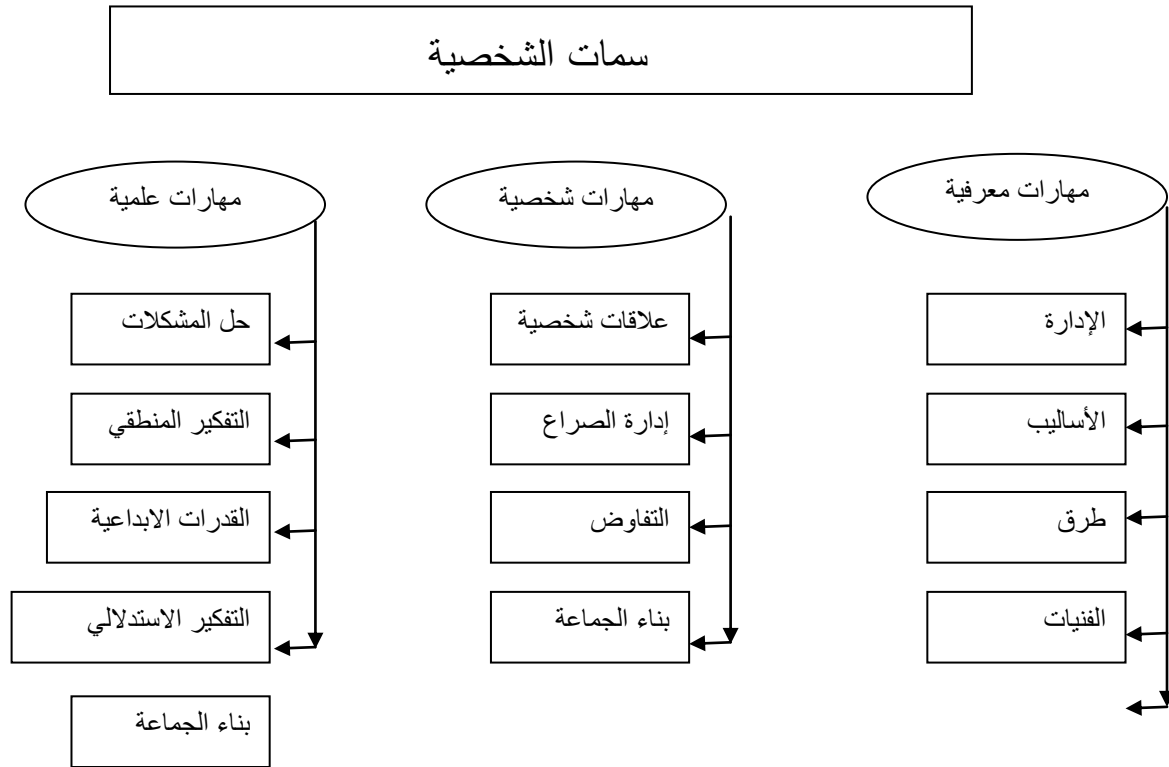 سمات الشخصية
مهارات معرفية
الإدارة
الأساليب
طرق
الفنيات
مهارات شخصية
علاقات شخصية
إدارة الصراع
التفاوض
بناء الجماعة
مهارات علمية
حل المشكلات
التفكير المنطقي
القدرات الابداعية
التفكير الاستدلالي
بناء الجماعة